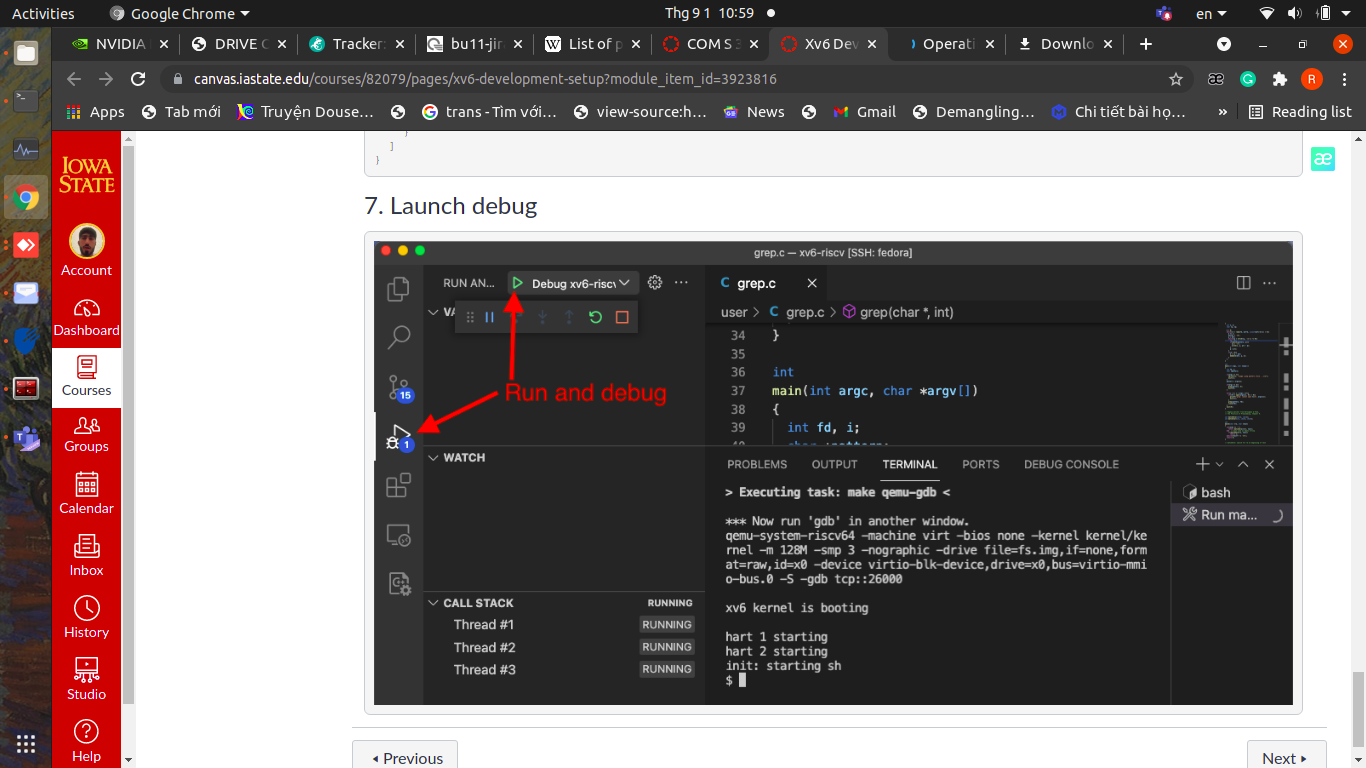 Activities
Google Chrome
Thg 9 1 10:59
en
NVIDIA
DRIVE
Tracker:
bu11-jir
List of p
COM S 3
Xv6 Dev
Operati
Downlo
canvas.iastate.edu/courses/82079/pages/xv6-development-setup?module_item_id=3923816
R
Apps
Tab mới
Truyện Douse...
trans - Tìm với...
view-source:h...
News
Gmail
Demangling...
Chi tiết bài họ...
»
Reading list
IOWA
STATE
Account
Dashboard
Courses
Groups
Calendar
Inbox
History
Studio
Help
}
]
}
æ
7. Launch debug
grep.c — xv6-riscv [SSH: fedora]
RUN AN...
Debug xv6-riscv
grep.c
user > C grep.c > grep(char *, int)
34 }
35
36 int
37 main(int argc, char *argv[])
38 {
39 int fd, i;
Run and debug
15
1
WATCH
CALL STACK
RUNNING
Thread #1 RUNNING
Thread #2 RUNNING
Thread #3 RUNNING
PROBLEMS OUTPUT TERMINAL PORTS DEBUG CONSOLE
> Executing task: make qemu-gdb <
*** Now run 'gdb' in another window.
qemu-system-riscv64 -machine virt -bios none -kernel kernel/ke
rnel -m 128M -smp 3 -nographic -drive file=fs.img,if=none,form
at=raw,id=x0 -device virtio-blk-device,drive=x0,bus=virtio-mmi
o-bus.0 -S -gdb tcp::26000
xv6 kernel is booting
hart 1 starting
hart 2 starting
init: starting sh
$
bash
Run ma...
Previous
Next